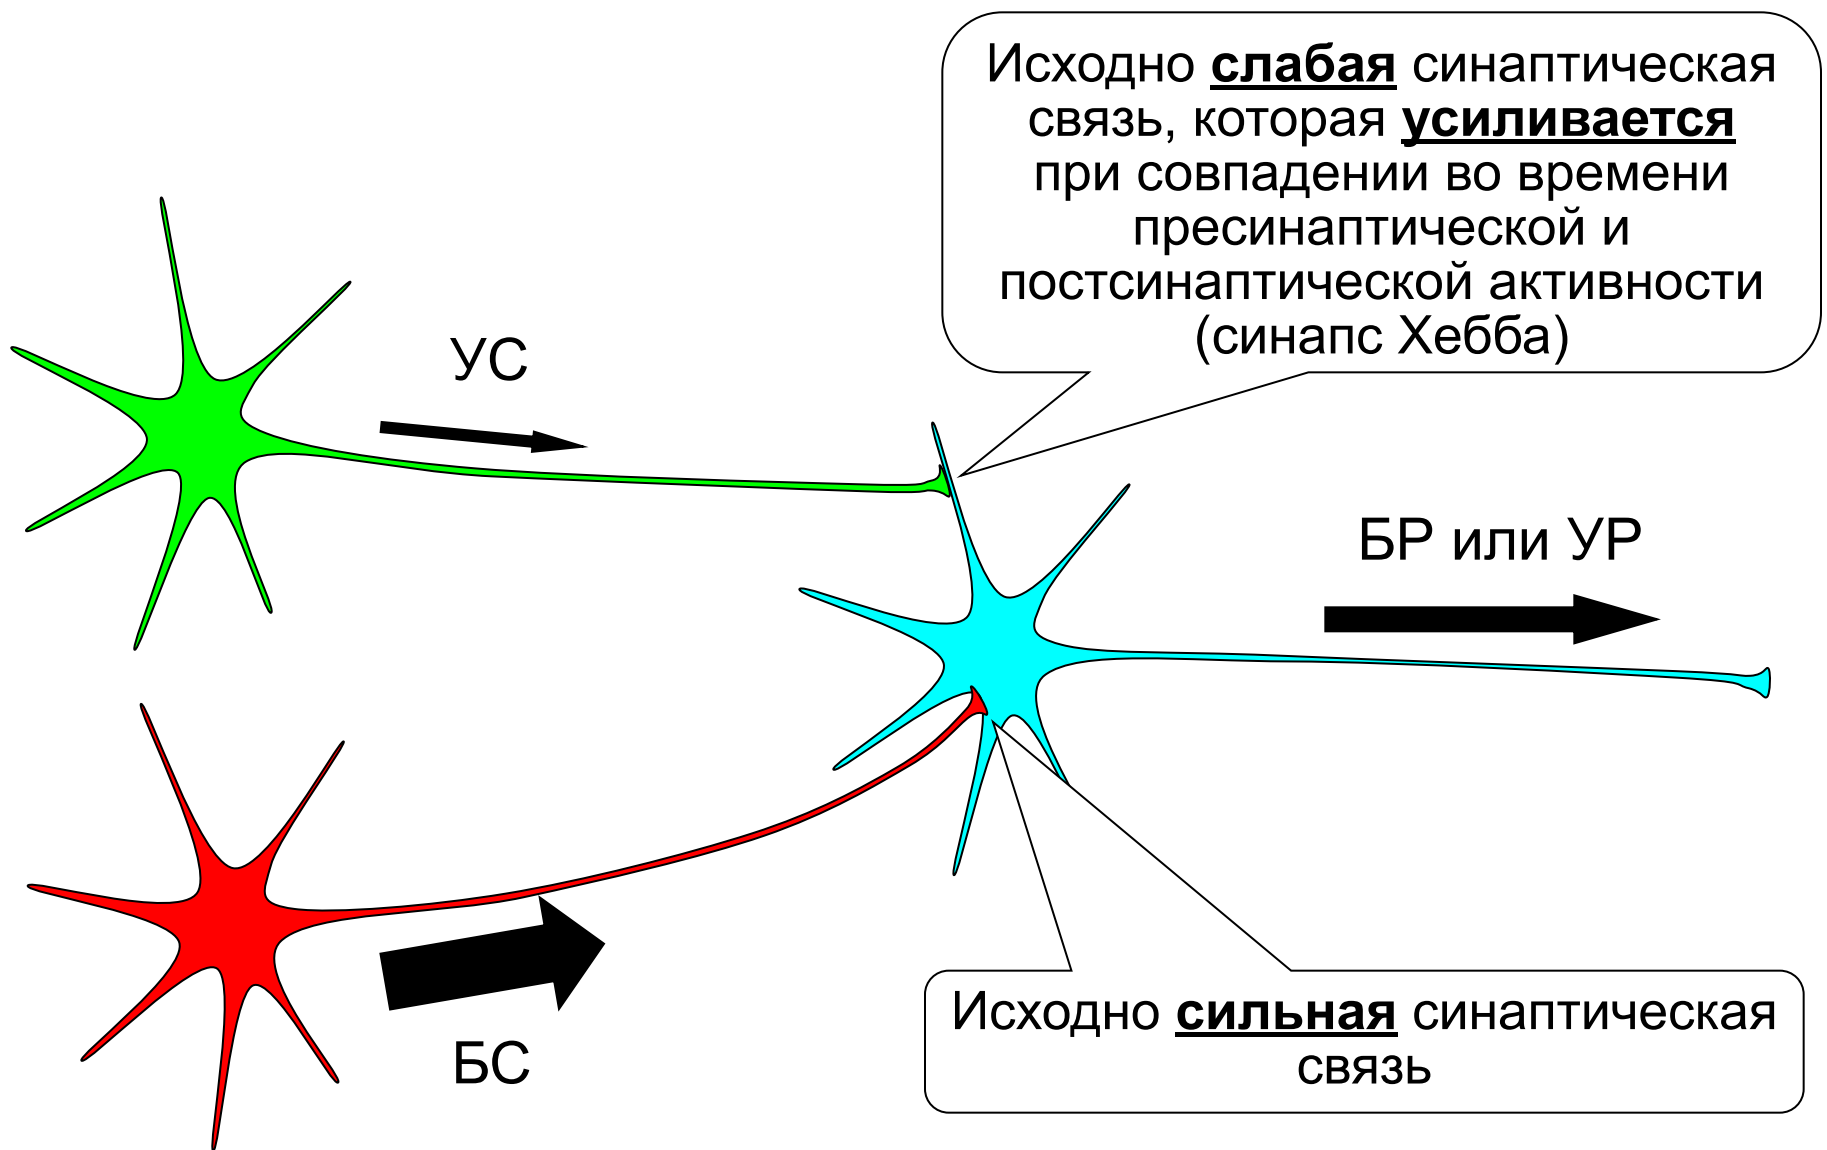 Исходно слабая синаптическая
связь, которая усиливается
при совпадении во времени
пресинаптической и
постсинаптической активности
(синапс Хебба)
УС
БР или УР
БС
Исходно сильная синаптическая
связь